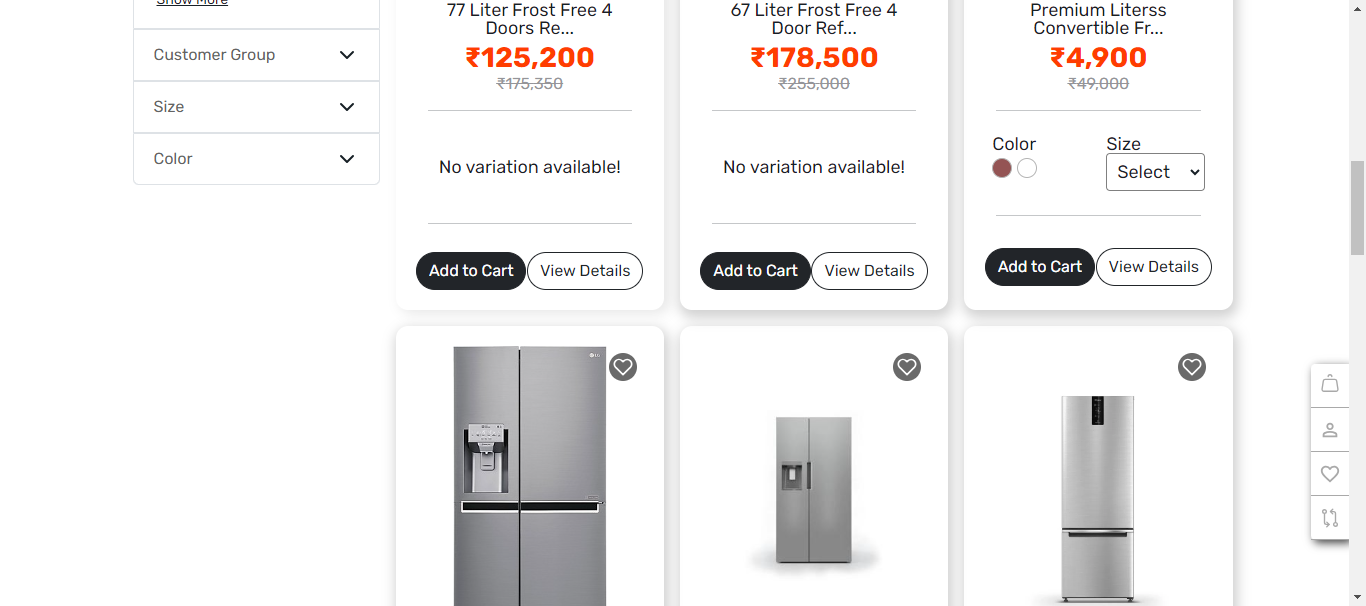 Show More
Customer Group
Size
Color
77 Liter Frost Free 4
Doors Re...
₹125,200
₹175,350
No variation available!
Add to Cart
View Details
67 Liter Frost Free 4
Door Ref...
₹178,500
₹255,000
No variation available!
Add to Cart
View Details
Premium Literss
Convertible Fr...
₹4,900
₹49,000
Color
Size
Select
Add to Cart
View Details
LG